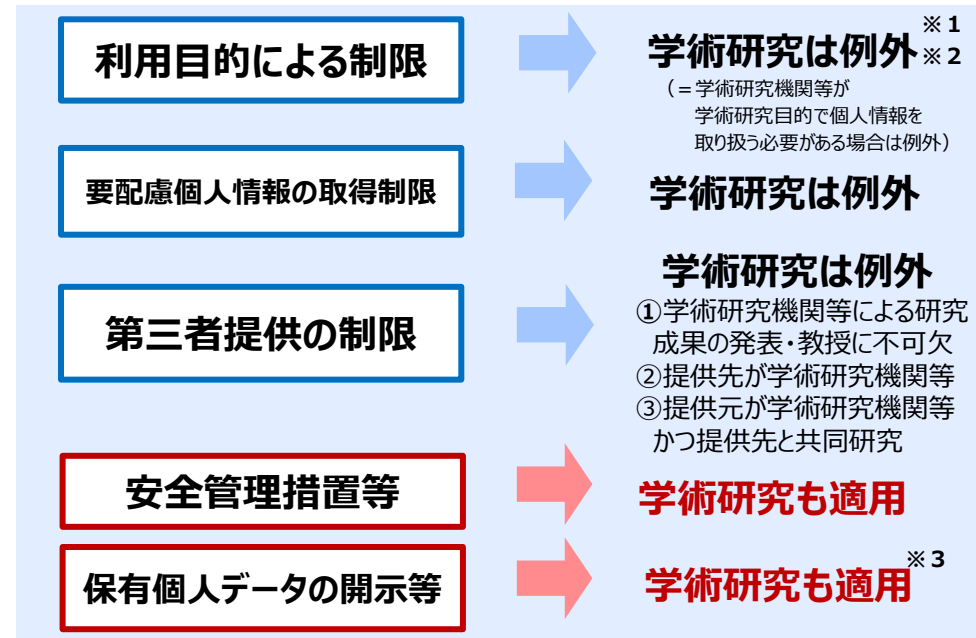 利用目的による制限
学術研究は例外※1
※2
(=学術研究機関等が
学術研究目的で個人情報を
取り扱う必要がある場合は例外)
要配慮個人情報の取得制限
学術研究は例外
第三者提供の制限
学術研究は例外
①学術研究機関等による研究
成果の発表・教授に不可欠
②提供先が学術研究機関等
③提供元が学術研究機関等
かつ提供先と共同研究
安全管理措置等
学術研究も適用
保有個人データの開示等
学術研究も適用※3